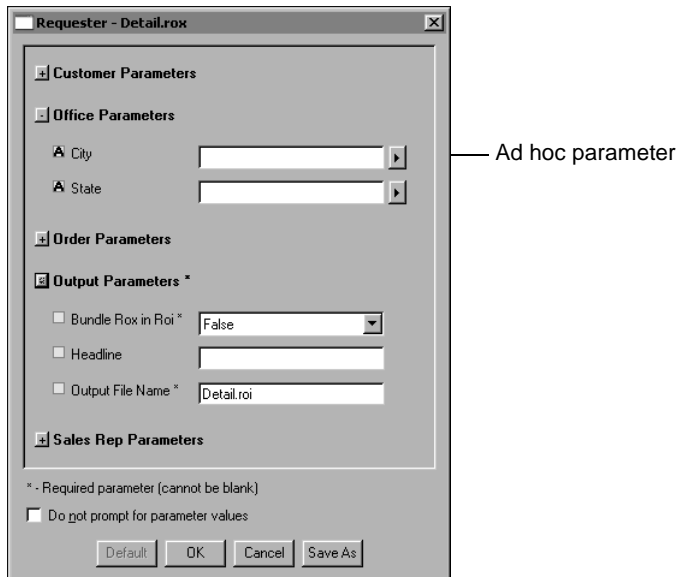 Requester - Detail.rox
+ Customer Parameters
- Office Parameters
A City
Ad hoc parameter
A State
+ Order Parameters
Output Parameters *
Bundle Rox in Roi * False
Headline
Output File Name * Detail.roi
+ Sales Rep Parameters
* - Required parameter (cannot be blank)
Do not prompt for parameter values
Default OK Cancel Save As